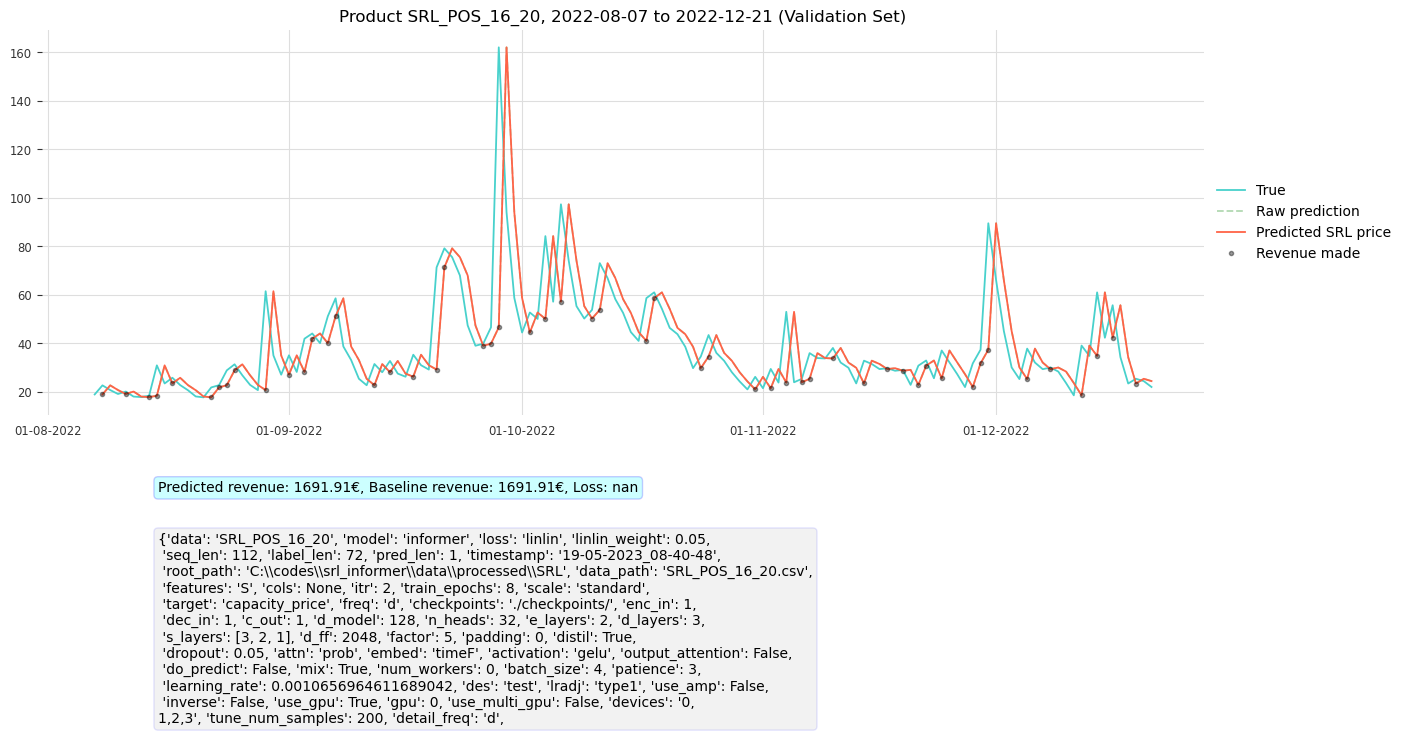 Product SRL_POS_16_20, 2022-08-07 to 2022-12-21 (Validation Set)
160
140
120
100
80
60
40
20
01-08-2022
01-09-2022
01-10-2022
01-11-2022
01-12-2022
True
Raw prediction
Predicted SRL price
Revenue made
Predicted revenue: 1691.91€, Baseline revenue: 1691.91€, Loss: nan
{'data': 'SRL_POS_16_20', 'model': 'informer', 'loss': 'linlin', 'linlin_weight': 0.05,
'seq_len': 112, 'label_len': 72, 'pred_len': 1, 'timestamp': '19-05-2023_08-40-48',
'root_path': 'C:\\codes\\srl_informer\\data\\processed\\SRL', 'data_path': 'SRL_POS_16_20.csv',
'features': 'S', 'cols': None, 'itr': 2, 'train_epochs': 8, 'scale': 'standard',
'target': 'capacity_price', 'freq': 'd', 'checkpoints': './checkpoints/', 'enc_in': 1,
'dec_in': 1, 'c_out': 1, 'd_model': 128, 'n_heads': 32, 'e_layers': 2, 'd_layers': 3,
's_layers': [3, 2, 1], 'd_ff': 2048, 'factor': 5, 'padding': 0, 'distil': True,
'dropout': 0.05, 'attn': 'prob', 'embed': 'timeF', 'activation': 'gelu', 'output_attention': False,
'do_predict': False, 'mix': True, 'num_workers': 0, 'batch_size': 4, 'patience': 3,
'learning_rate': 0.0010656964611689042, 'des': 'test', 'lradj': 'type1', 'use_amp': False,
'inverse': False, 'use_gpu': True, 'gpu': 0, 'use_multi_gpu': False, 'devices': '0,
1,2,3', 'tune_num_samples': 200, 'detail_freq': 'd',